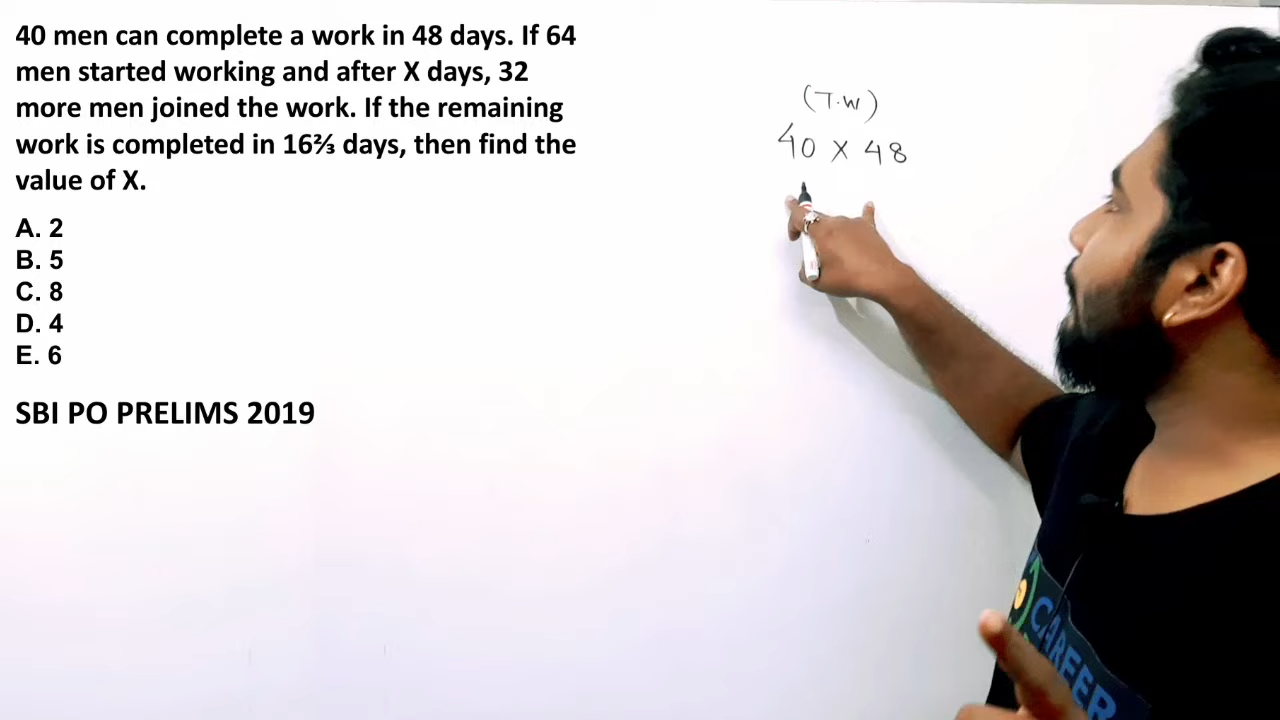 40 men can complete a work in 48 days. If 64
men started working and after X days, 32
more men joined the work. If the remaining
work is completed in 16⅔ days, then find the
value of X.
A. 2
B. 5
C. 8
D. 4
E. 6
SBI PO PRELIMS 2019
(T.W)
40 X 48
CAREER